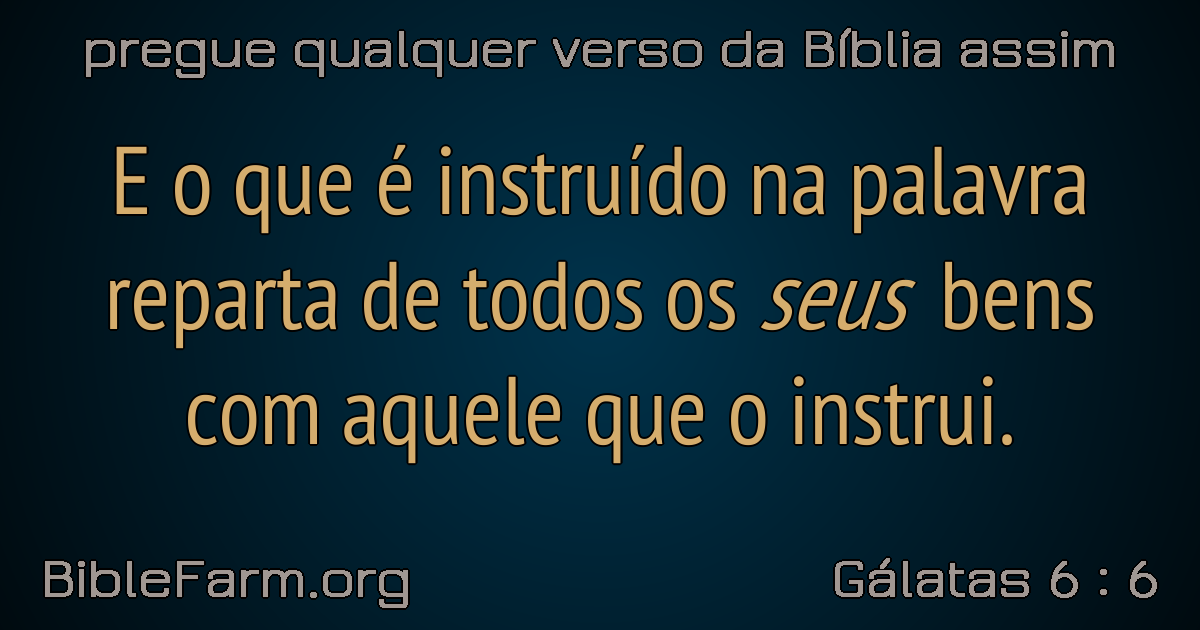 pregue qualquer verso da Bíblia assim
E o que é instruído na palavra
reparta de todos os seus bens
com aquele que o instrui.
BibleFarm.org
Gálatas 6 : 6